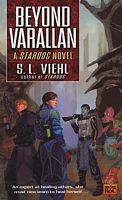 BEYOND
VARALLAN
A STARDOC NOVEL
S.L. VIEHL
author of STARDOC
An expert at healing others, she
must now learn to heal herself...
ROC